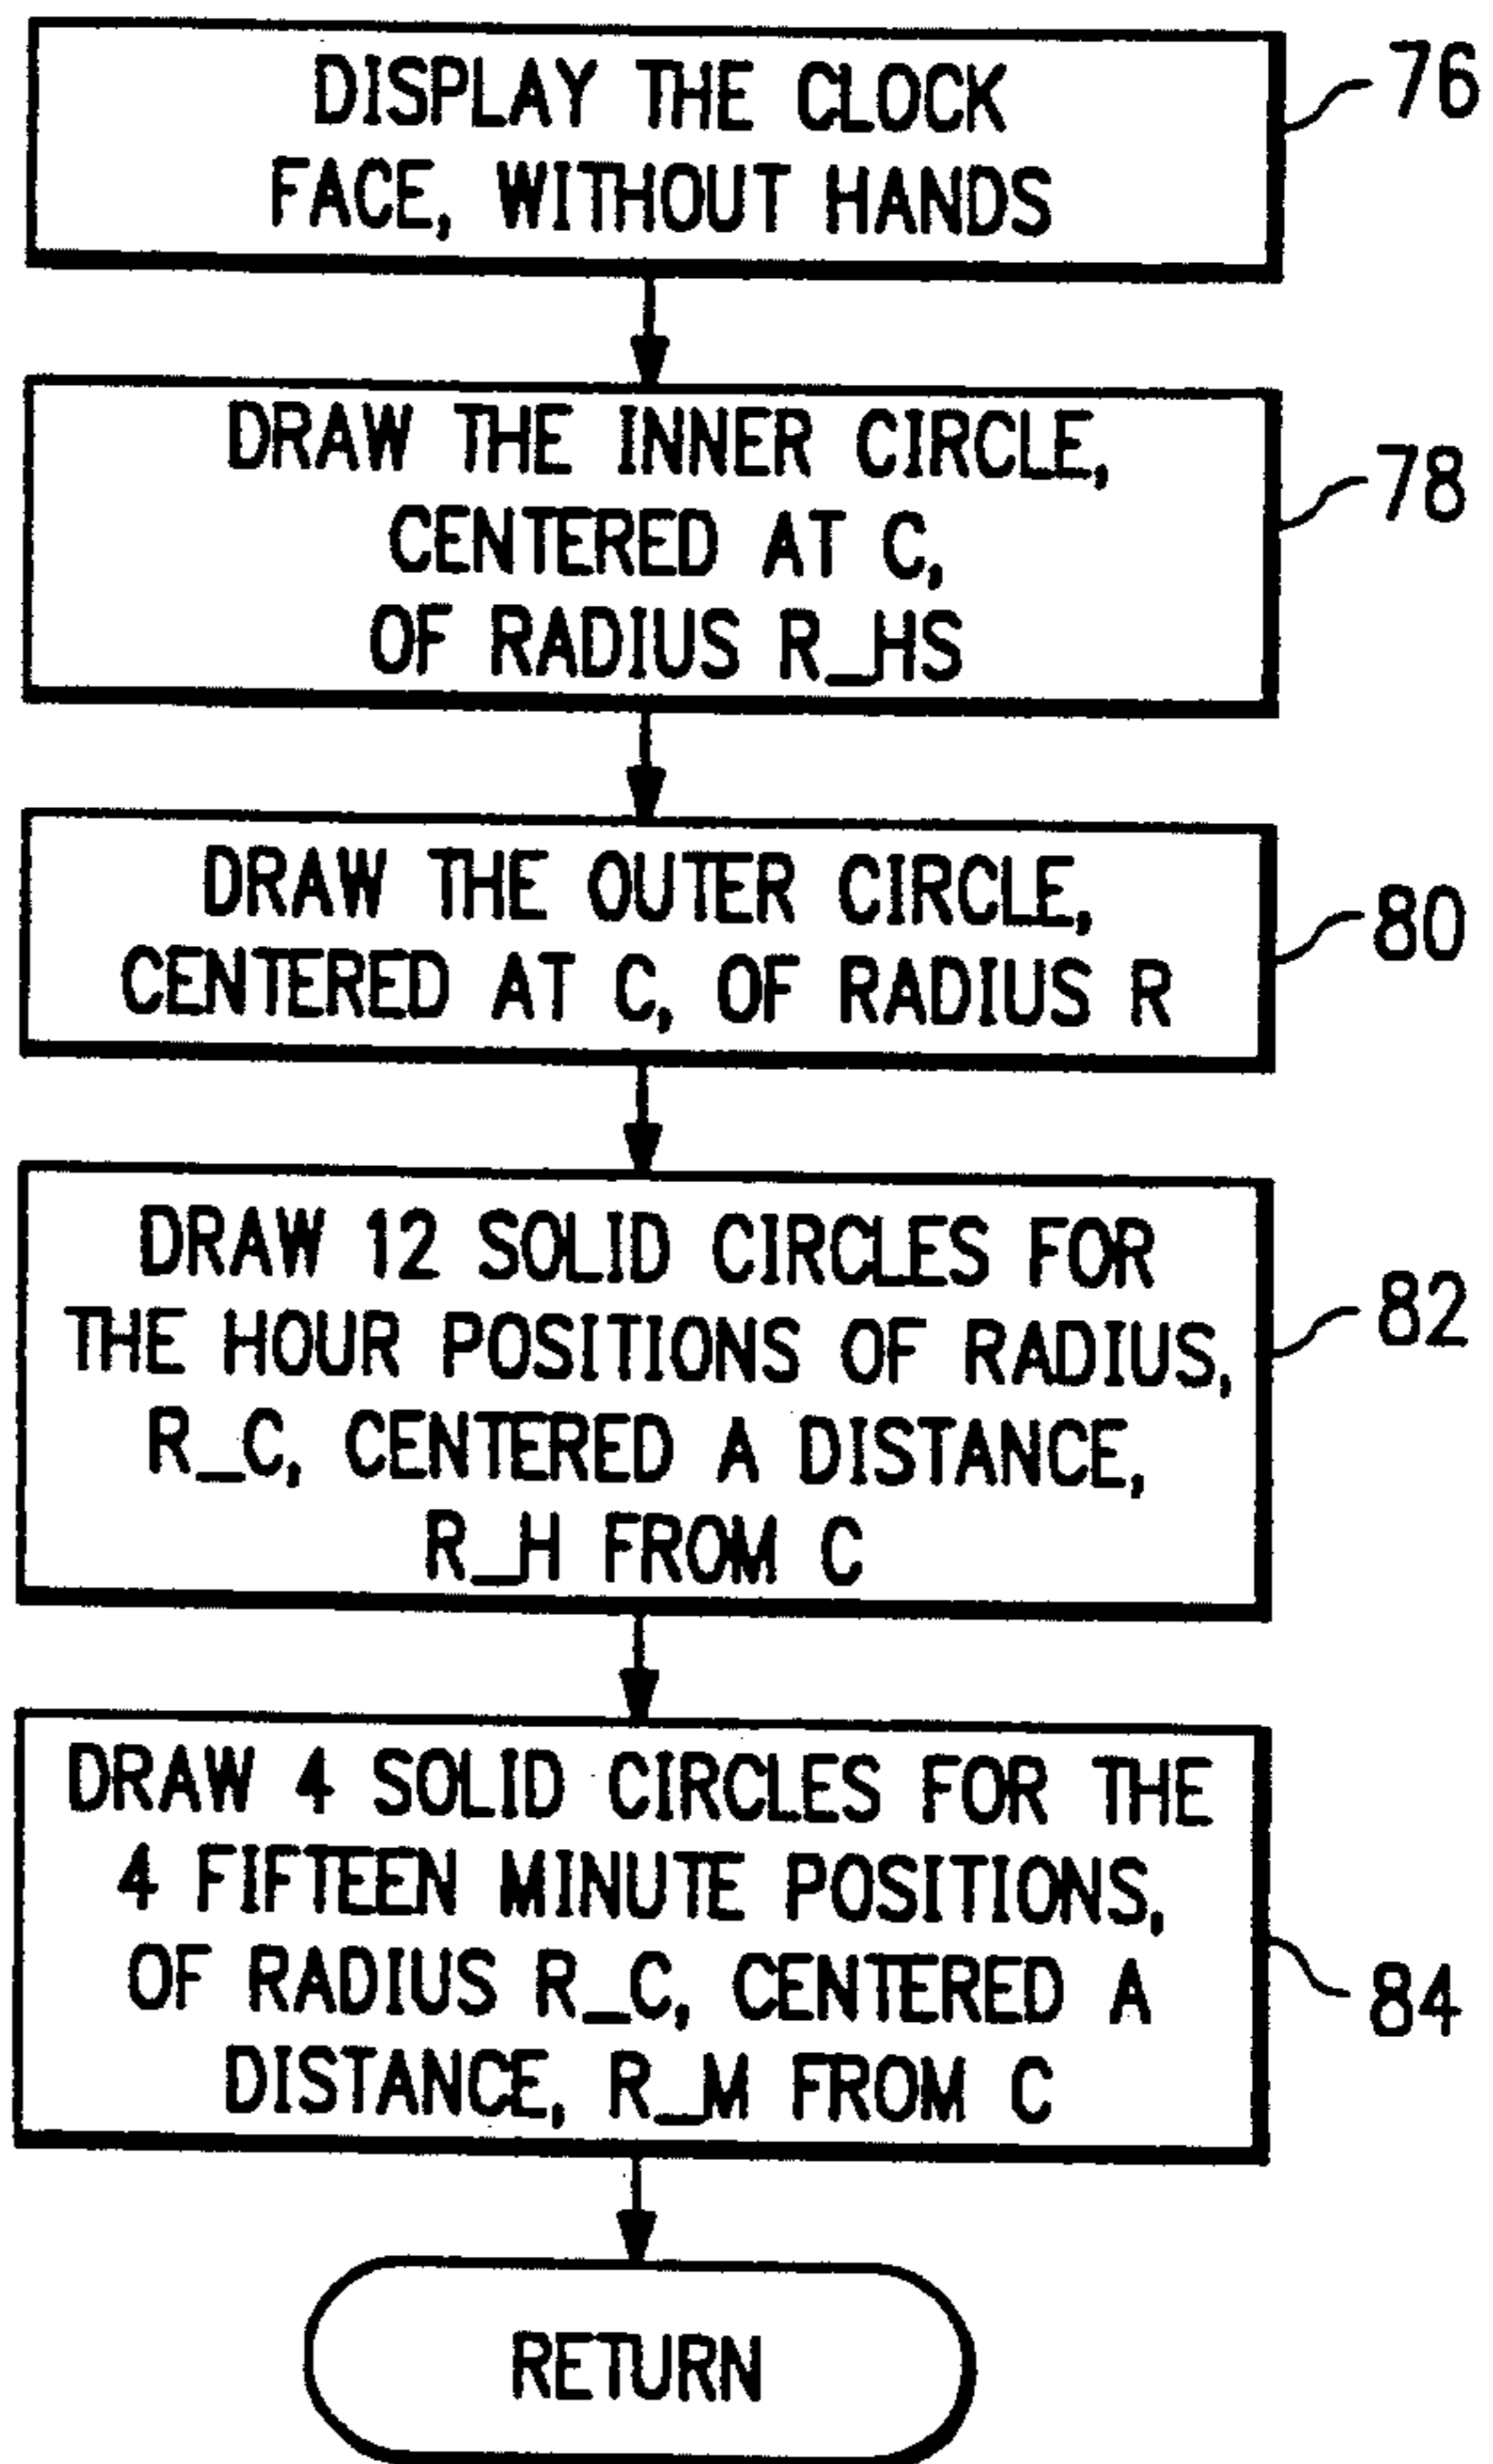 DISPLAY THE CLOCK
FACE, WITHOUT HANDS
76
DRAW THE INNER CIRCLE,
CENTERED AT C,
OF RADIUS R_HS
78
DRAW THE OUTER CIRCLE,
CENTERED AT C, OF RADIUS R
80
DRAW 12 SOLID CIRCLES FOR
THE HOUR POSITIONS OF RADIUS,
R_C, CENTERED A DISTANCE,
R_H FROM C
82
DRAW 4 SOLID CIRCLES FOR THE
4 FIFTEEN MINUTE POSITIONS,
OF RADIUS R_C, CENTERED A
DISTANCE, R_M FROM C
84
RETURN